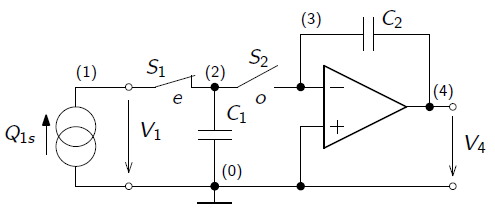 (3)
C2
(1)
S1
(2)
S2
(4)
e
o
C1
−
+
Q1s
V1
V4
(0)